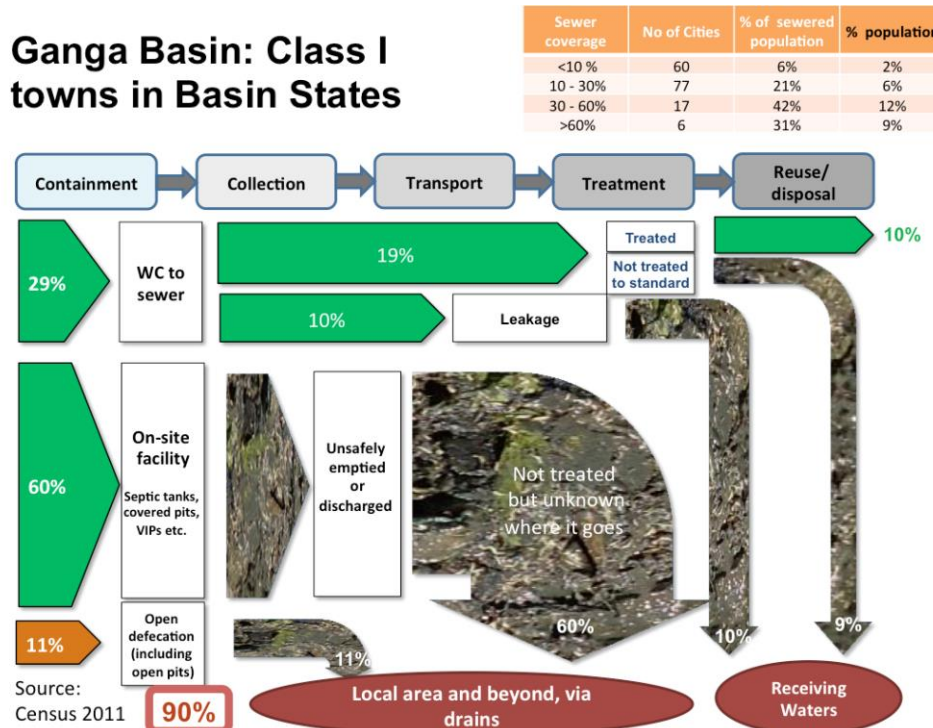 Ganga Basin: Class I
towns in Basin States
Sewer coverage No of Cities % of sewered population % population
<10 % 60 6% 2%
10 - 30% 77 21% 6%
30 - 60% 17 42% 12%
>60% 6 31% 9%
Containment Collection Transport Treatment Reuse/ disposal
29%
WC to
sewer
19%
Treated
Not treated
to standard
10%
10%
Leakage
60%
On-site
facility
Septic tanks,
covered pits,
VIPs etc.
Unsafely
emptied
or
discharged
Not treated
but unknown
where it goes
60%
10%
9%
11%
Open
defecation
(including
open pits)
11%
Source:
Census 2011
90%
Local area and beyond, via
drains
Receiving
Waters